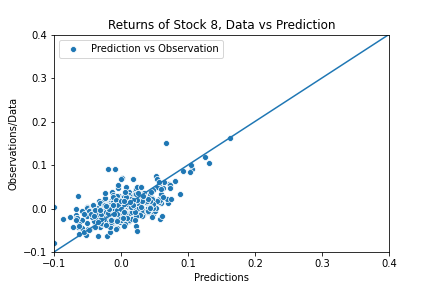 Returns of Stock 8, Data vs Prediction
0.4
Prediction vs Observation
0.3
0.2
0.1
0.0
−0.1
Observations/Data
−0.1 0.0 0.1 0.2 0.3 0.4
Predictions